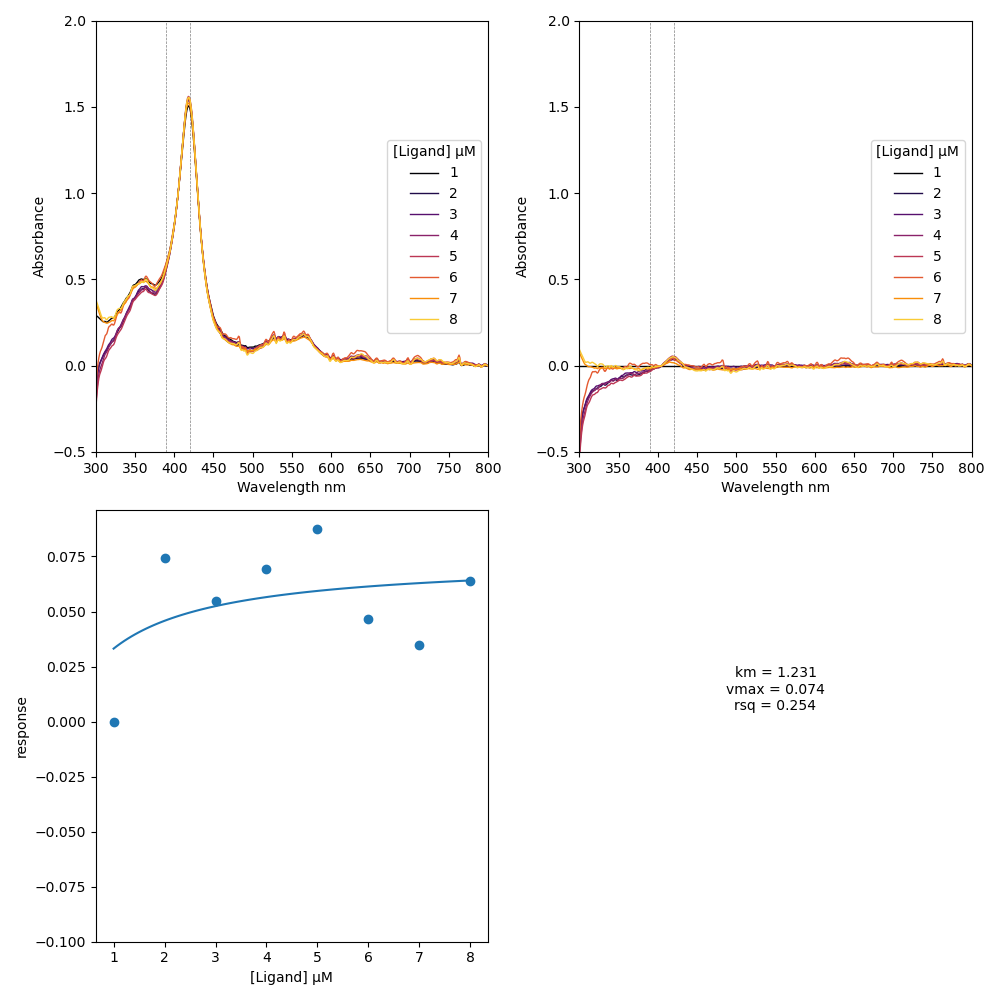 2.0
1.5
1.0
0.5
0.0
−0.5
300 350 400 450 500 550 600 650 700 750 800
Wavelength nm
Absorbance
[Ligand] μM
1
2
3
4
5
6
7
8
2.0
1.5
1.0
0.5
0.0
−0.5
300 350 400 450 500 550 600 650 700 750 800
Wavelength nm
Absorbance
[Ligand] μM
1
2
3
4
5
6
7
8
0.075
0.050
0.025
0.000
−0.025
−0.050
−0.075
−0.100
1 2 3 4 5 6 7 8
[Ligand] μM
response
km = 1.231
vmax = 0.074
rsq = 0.254